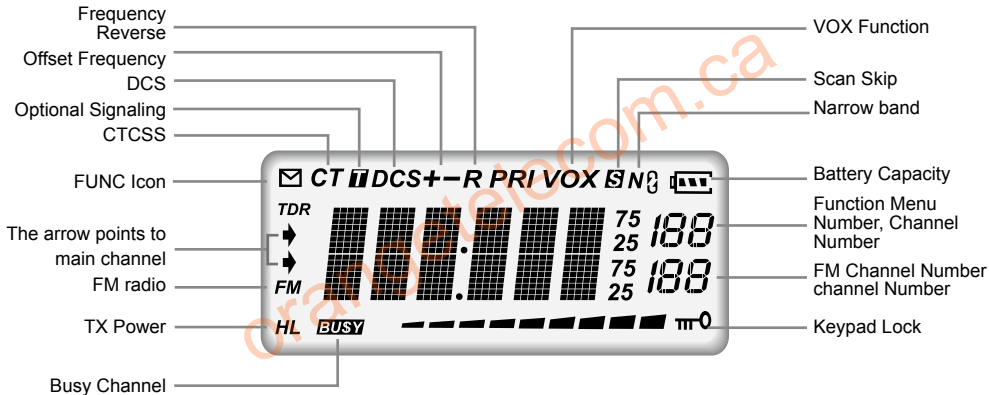 Frequency
Reverse
Offset Frequency
DCS
Optional Signaling
CTCSS
FUNC Icon
The arrow points to
main channel
FM radio
TX Power
Busy Channel
VOX Function
Scan Skip
Narrow band
Battery Capacity
Function Menu
Number, Channel
Number
FM Channel Number
channel Number
Keypad Lock
CT T DCS+-R PRI VOX S N
TDR
75
25
188
FM
75
25
188
HL BUSY
orangetelecom.ca